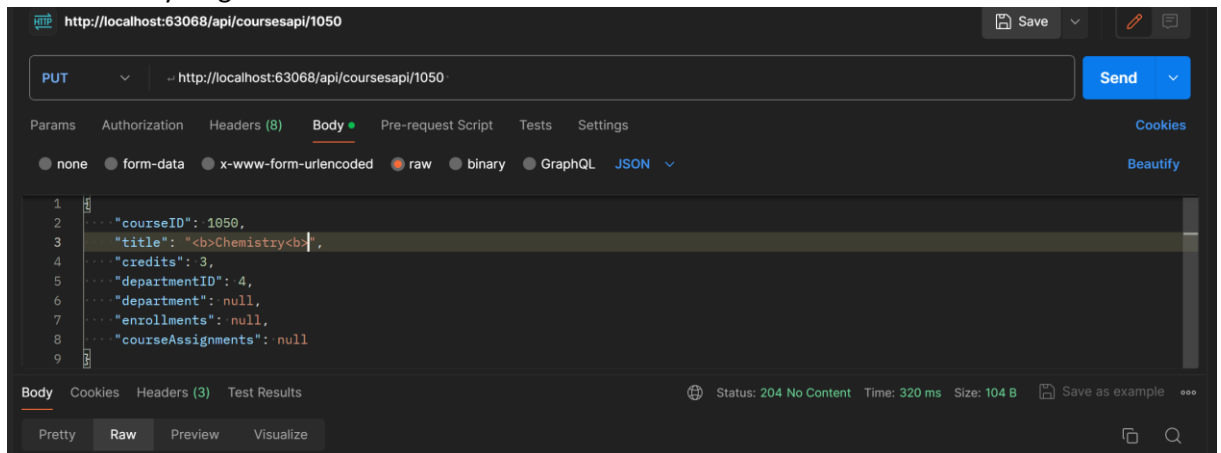 HTTP http://localhost:63068/api/coursesapi/1050 Save
PUT http://localhost:63068/api/coursesapi/1050 Send
Params Authorization Headers (8) Body Pre-request Script Tests Settings Cookies
none form-data x-www-form-urlencoded raw binary GraphQL JSON Beautify
1 {
2 "courseID": 1050,
3 "title": "<b>Chemistry<b>",
4 "credits": 3,
5 "departmentID": 4,
6 "department": null,
7 "enrollments": null,
8 "courseAssignments": null
9 }
Body Cookies Headers (3) Test Results Status: 204 No Content Time: 320 ms Size: 104 B Save as example
Pretty Raw Preview Visualize